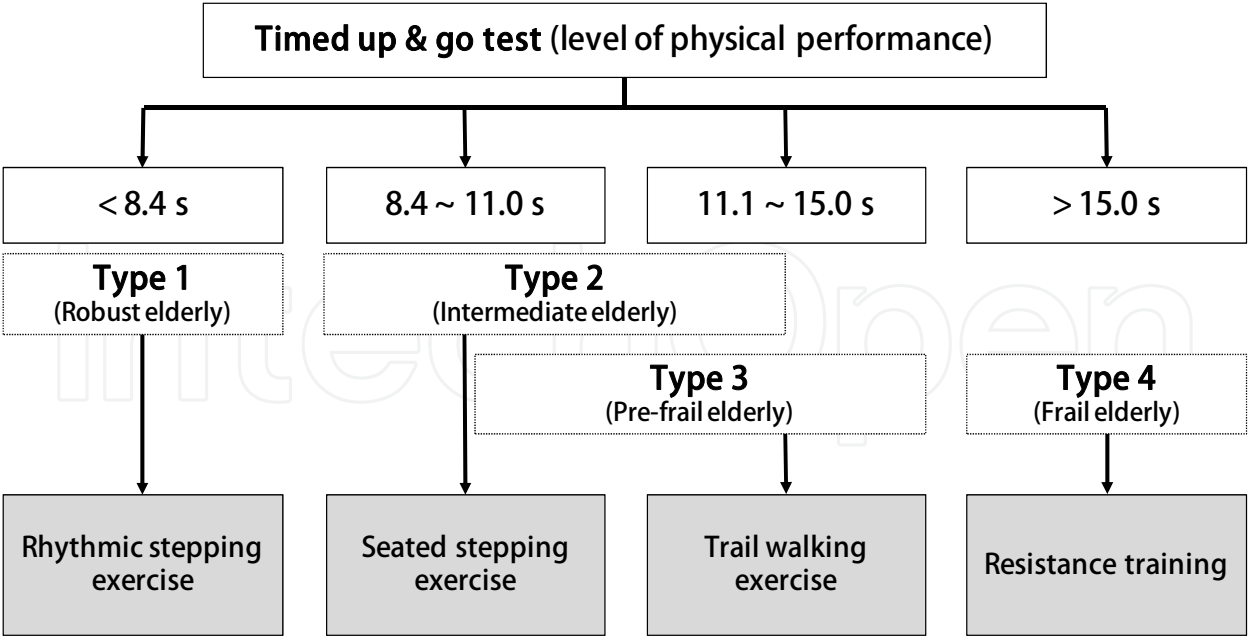 Timed up & go test (level of physical performance)
< 8.4 s
8.4 ~ 11.0 s
11.1 ~ 15.0 s
> 15.0 s
Type 1
(Robust elderly)
Type 2
(Intermediate elderly)
Type 3
(Pre-frail elderly)
Type 4
(Frail elderly)
Rhythmic stepping
exercise
Seated stepping
exercise
Trail walking
exercise
Resistance training
IntechOpen